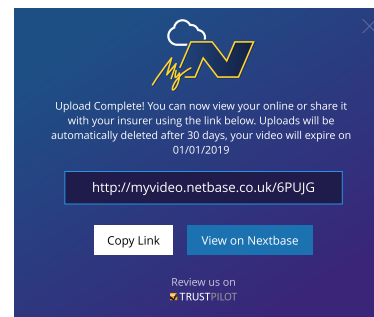 My N
Upload Complete! You can now view your online or share it
with your insurer using the link below. Uploads will be
automatically deleted after 30 days, your video will expire on
01/01/2019
http://myvideo.netbase.co.uk/6PUJG
Copy Link
View on Nextbase
Review us on
TRUSTPILOT